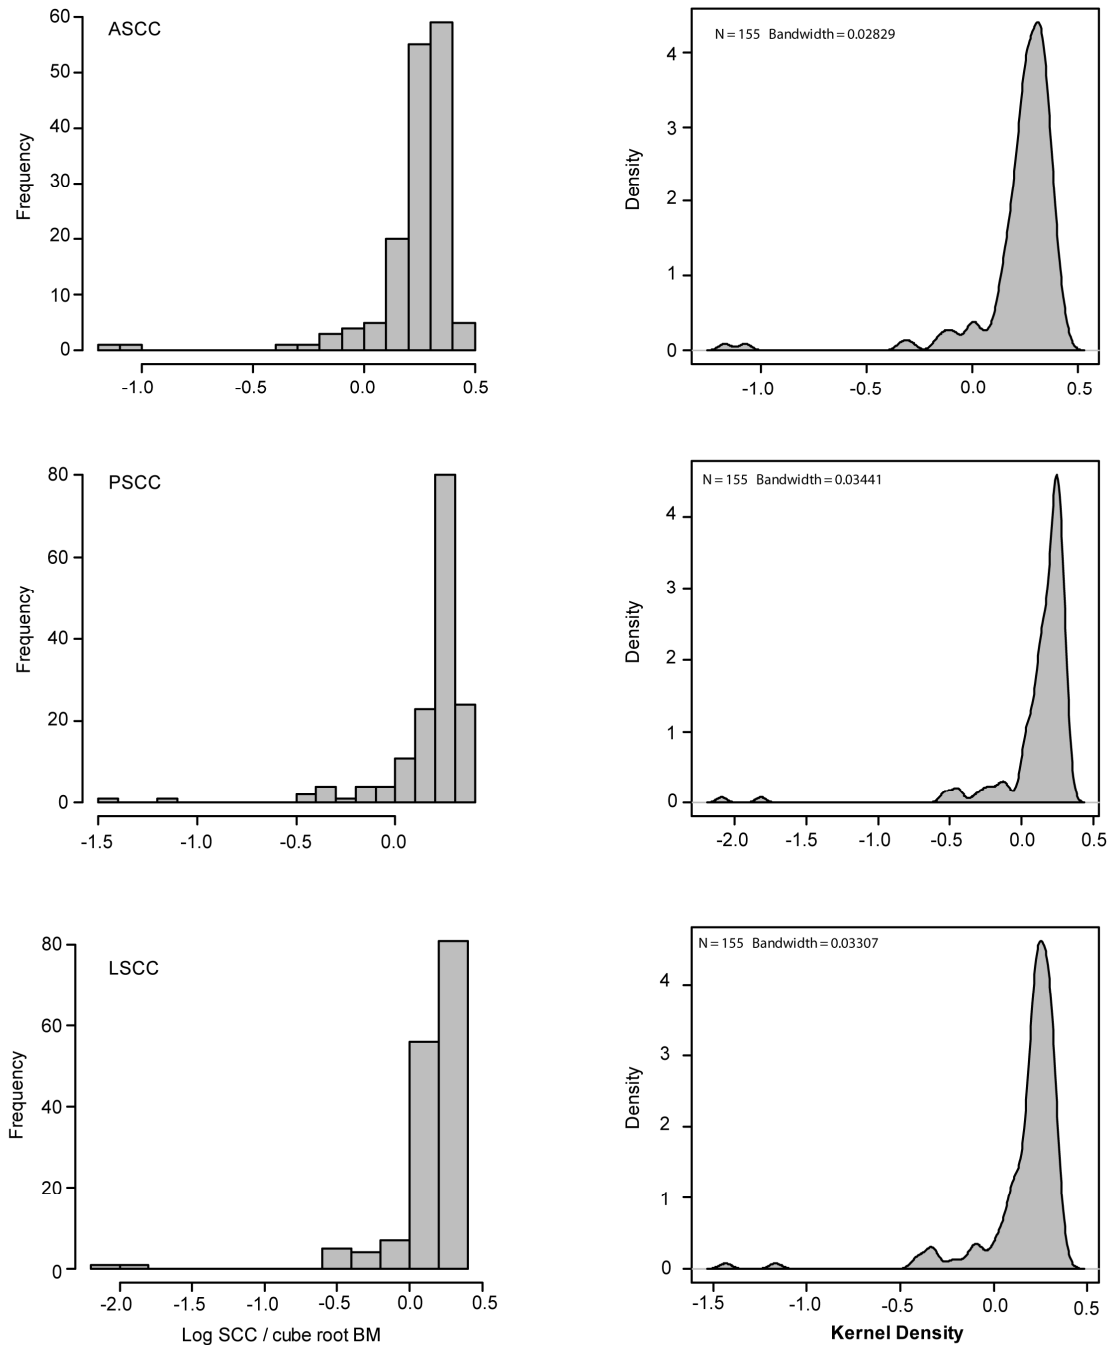 ASCC
Frequency
60
50
40
30
20
10
0
-1.0 -0.5 0.0 0.5
N = 155 Bandwidth = 0.02829
Density
4
3
2
1
0
-1.0 -0.5 0.0 0.5
PSCC
Frequency
80
60
40
20
0
-1.5 -1.0 -0.5 0.0
N = 155 Bandwidth = 0.03441
Density
4
3
2
1
0
-2.0 -1.5 -1.0 -0.5 0.0 0.5
LSCC
Frequency
80
60
40
20
0
-2.0 -1.5 -1.0 -0.5 0.0 0.5
Log SCC / cube root BM
N = 155 Bandwidth = 0.03307
Density
4
3
2
1
0
-1.5 -1.0 -0.5 0.0 0.5
Kernel Density